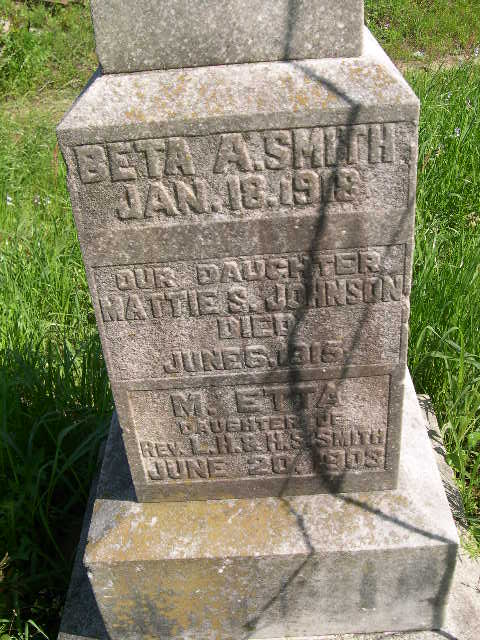 BETA A. SMITH
JAN. 18. 1918
OUR DAUGHTER
MATTIE S. JOHNSON
DIED
JUNE 6. 1915
M. ETTA
DAUGHTER OF
REV. L. H. & H. S. SMITH
JUNE 20. 1903